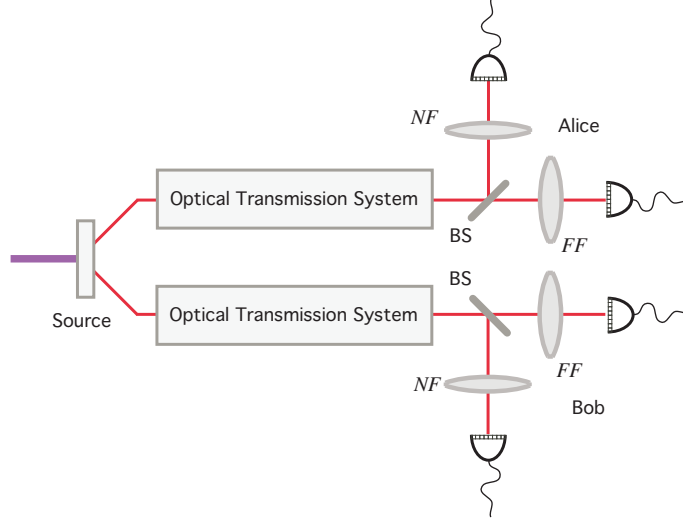 NF
Alice
Optical Transmission System
BS
FF
BS
Source
Optical Transmission System
FF
NF
Bob